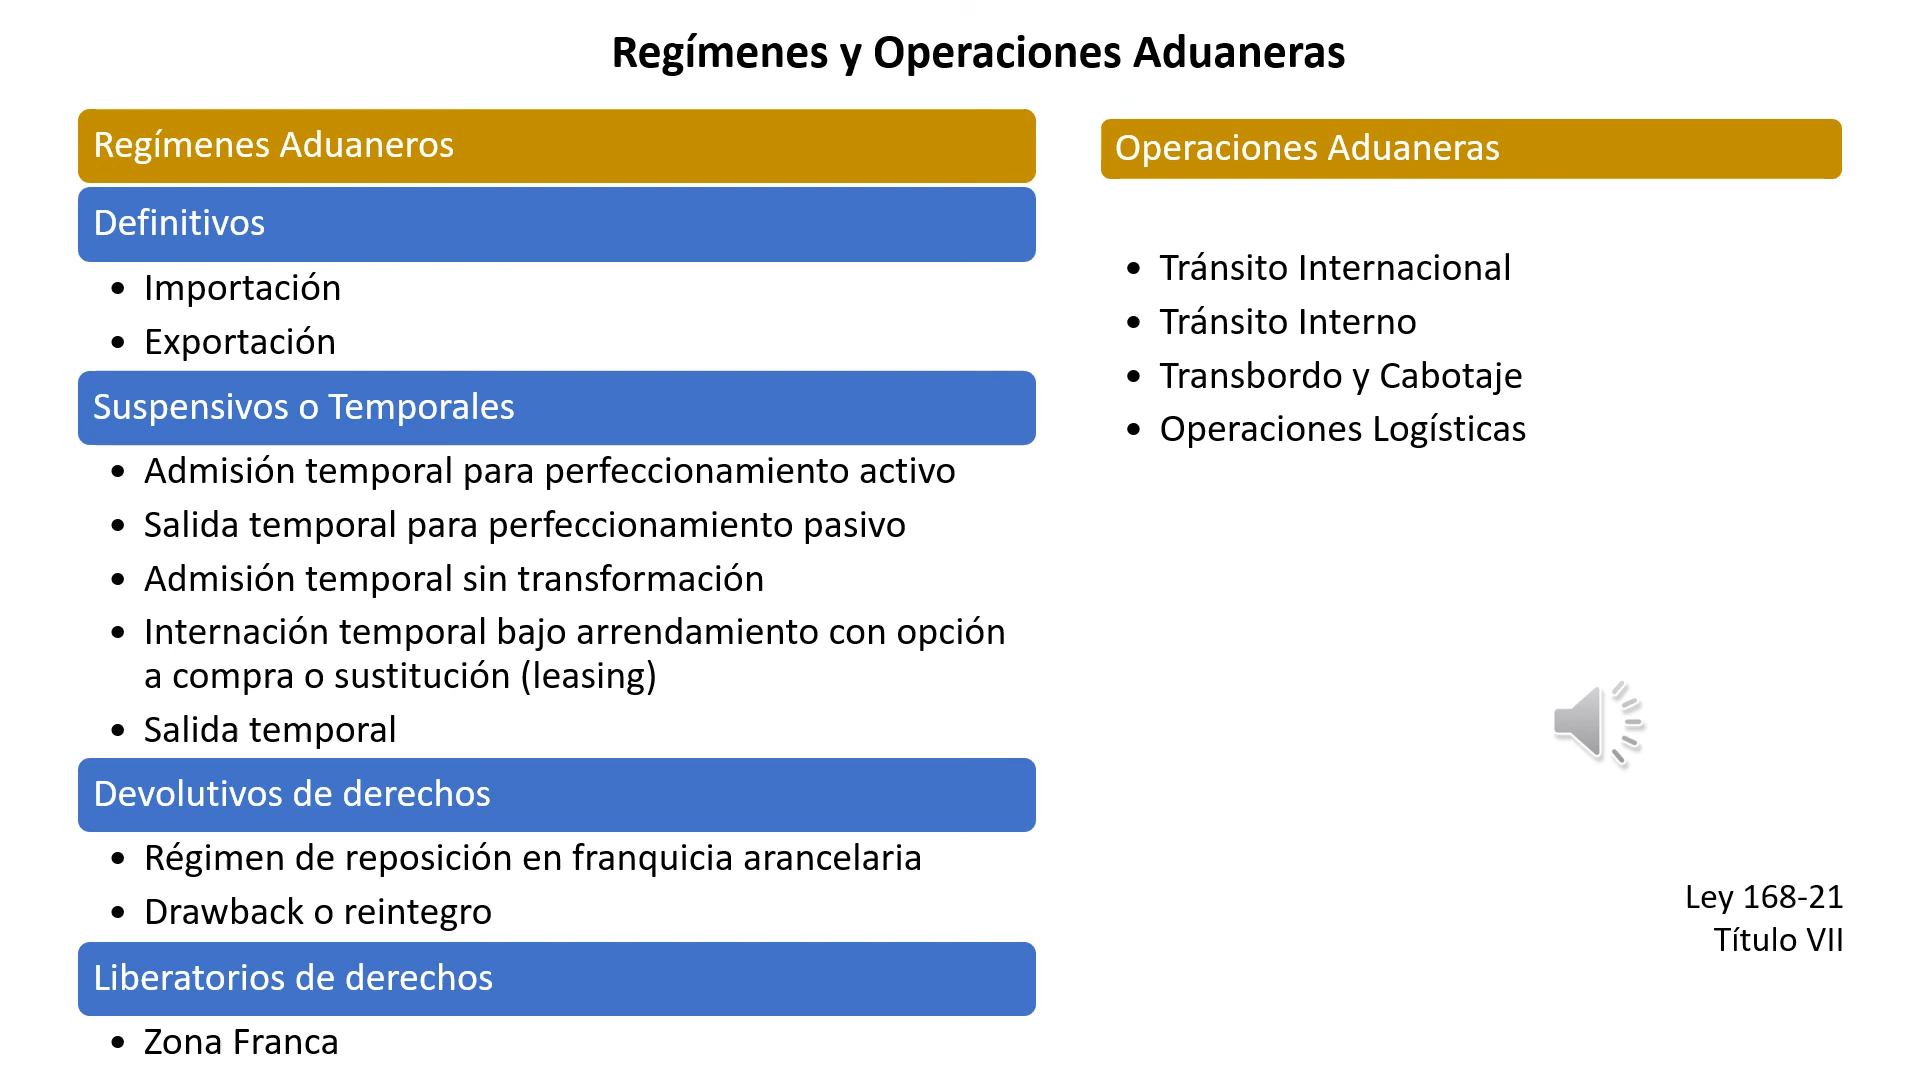 Regímenes y Operaciones Aduaneras
Regímenes Aduaneros
Definitivos
• Importación
• Exportación
Suspensivos o Temporales
• Admisión temporal para perfeccionamiento activo
• Salida temporal para perfeccionamiento pasivo
• Admisión temporal sin transformación
• Internación temporal bajo arrendamiento con opción
a compra o sustitución (leasing)
• Salida temporal
Devolutivos de derechos
• Régimen de reposición en franquicia arancelaria
• Drawback o reintegro
Liberatorios de derechos
• Zona Franca
Operaciones Aduaneras
• Tránsito Internacional
• Tránsito Interno
• Transbordo y Cabotaje
• Operaciones Logísticas
Ley 168-21
Título VII